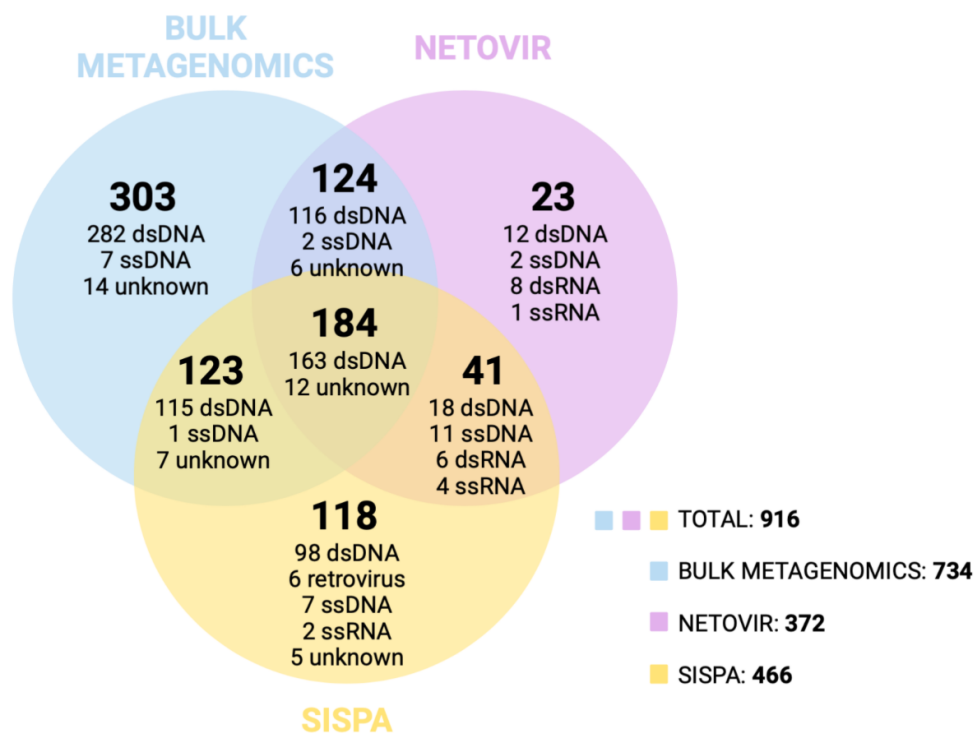 BULK
METAGENOMICS
NETOVIR
303
282 dsDNA
7 ssDNA
14 unknown
124
116 dsDNA
2 ssDNA
6 unknown
23
12 dsDNA
2 ssDNA
8 dsRNA
1 ssRNA
184
163 dsDNA
12 unknown
123
115 dsDNA
1 ssDNA
7 unknown
41
18 dsDNA
11 ssDNA
6 dsRNA
4 ssRNA
118
98 dsDNA
6 retrovirus
7 ssDNA
2 ssRNA
5 unknown
SISPA
TOTAL: 916
BULK METAGENOMICS: 734
NETOVIR: 372
SISPA: 466